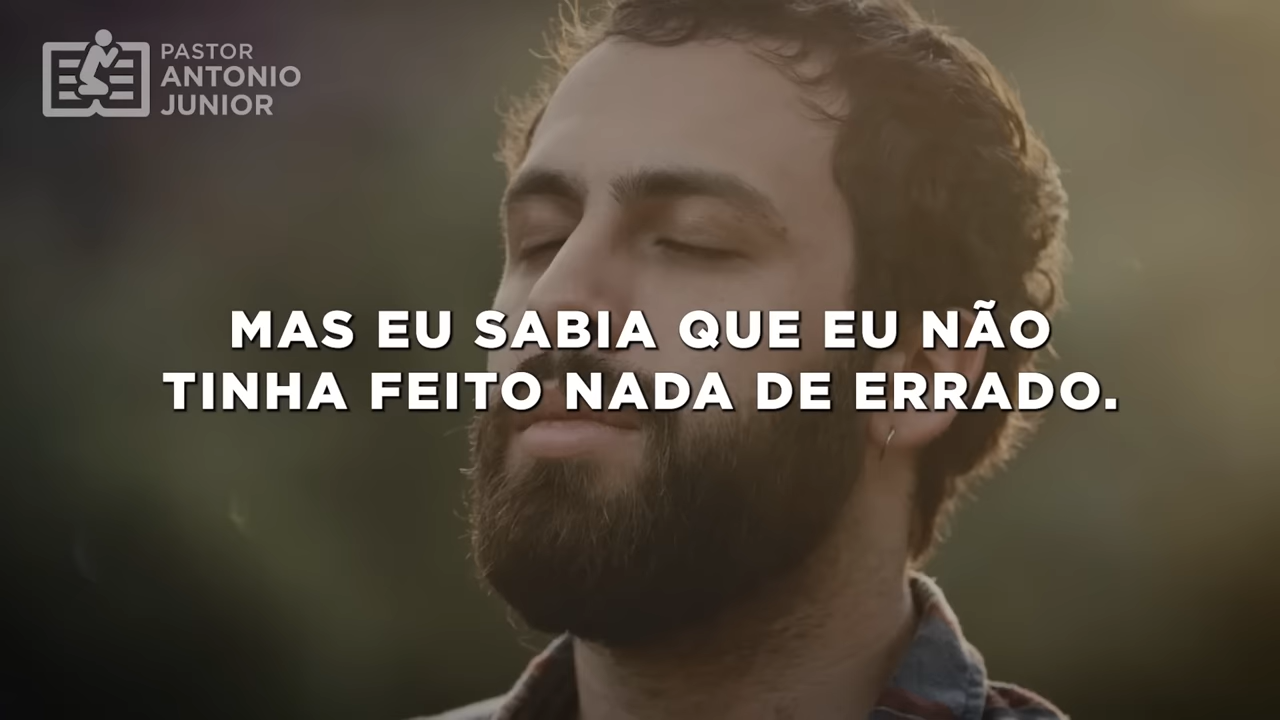 PASTOR
ANTONIO
JUNIOR
MAS EU SABIA QUE EU NÃO
TINHA FEITO NADA DE ERRADO.